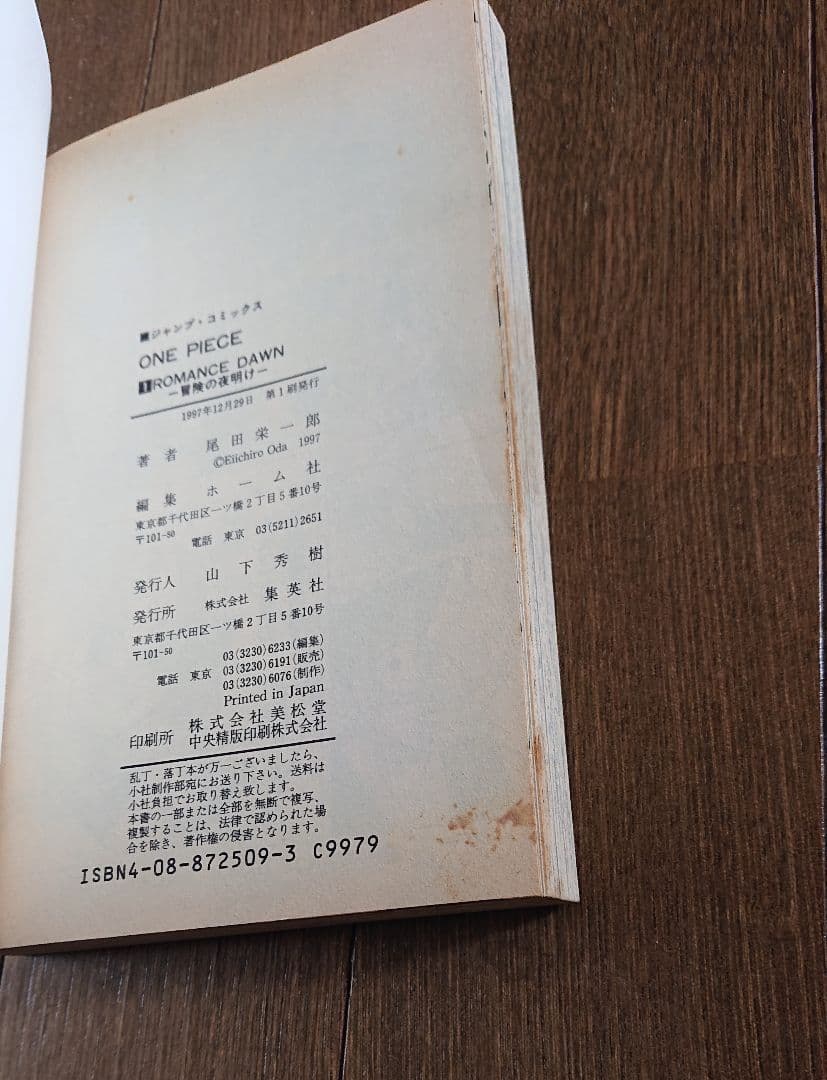 ■ジャンプ・コミックス
ONE PIECE
1 ROMANCE DAWN
—冒険の夜明け—
1997年12月29日 第1刷発行
著者 尾田栄一郎
©Eiichiro Oda 1997
編集 ホーム社
東京都千代田区一ツ橋2丁目5番10号
〒101-50 電話 東京 03(5211)2651
発行人 山下秀樹
発行所 株式会社 集英社
東京都千代田区一ツ橋2丁目5番10号
〒101-50
03(3230)6233(編集)
電話 東京 03(3230)6191(販売)
03(3230)6076(制作)
Printed in Japan
印刷所 株式会社美松堂
中央精版印刷株式会社
乱丁・落丁本が万一ございましたら、
小社制作部宛にお送り下さい。送料は
小社負担でお取り替え致します。
本書の一部または全部を無断で複写、
複製することは、法律で認められた場
合を除き、著作権の侵害となります。
ISBN4-08-872509-3 C9979